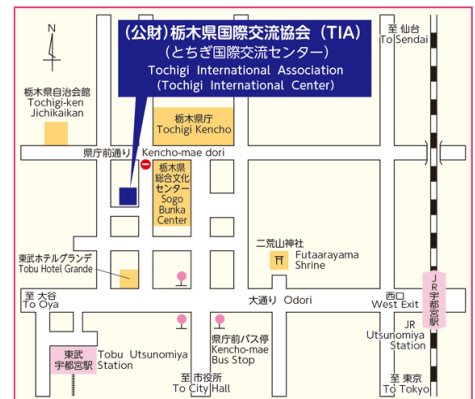 (公財)栃木県国際交流協会 (TIA)
(とちぎ国際交流センター)
Tochigi International Association
(Tochigi International Center)
N
至 仙台
To Sendai
栃木県自治会館
Tochigi-ken
Jichikaikan
栃木県庁
Tochigi Kencho
県庁前通り Kencho-mae dori
栃木県
総合文化
センター
Sogo
Bunka
Center
東武ホテルグランデ
Tobu Hotel Grande
二荒山神社
Futaarayama
Shrine
至 大谷
To Oya
大通り Odori
西口
West Exit
JR宇都宮駅
JR
Utsunomiya
Station
東武
宇都宮駅
Tobu Utsunomiya
Station
県庁前バス停
Kencho-mae
Bus Stop
至 市役所
To City Hall
至 東京
To Tokyo